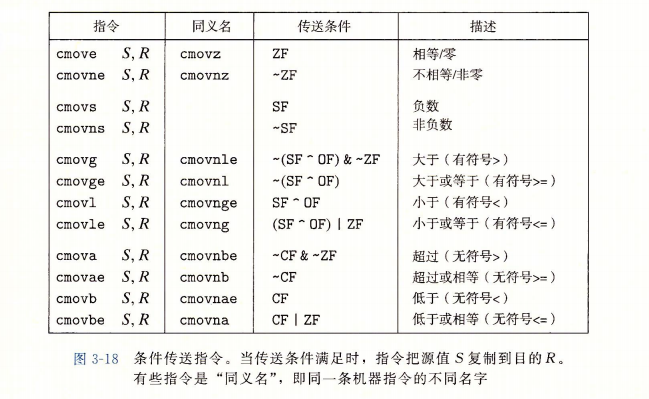 指令 同义名 传送条件 描述
cmove S, R cmovz ZF 相等/零
cmovne S, R cmovnz ~ZF 不相等/非零
cmovs S, R SF 负数
cmovns S, R ~SF 非负数
cmovg S, R cmovnle ~(SF ^ OF) & ~ZF 大于(有符号>)
cmovge S, R cmovnl ~(SF ^ OF) 大于或等于(有符号>=)
cmovl S, R cmovnge SF ^ OF 小于(有符号<)
cmovle S, R cmovng (SF ^ OF) | ZF 小于或等于(有符号<=)
cmova S, R cmovnbe ~CF & ~ZF 超过(无符号>)
cmovae S, R cmovnb ~CF 超过或相等(无符号>=)
cmovb S, R cmovnae CF 低于(无符号<)
cmovbe S, R cmovna CF | ZF 低于或相等(无符号<=)
图 3-18 条件传送指令。当传送条件满足时,指令把源值 S 复制到目的 R。
有些指令是“同义名”,即同一条机器指令的不同名字